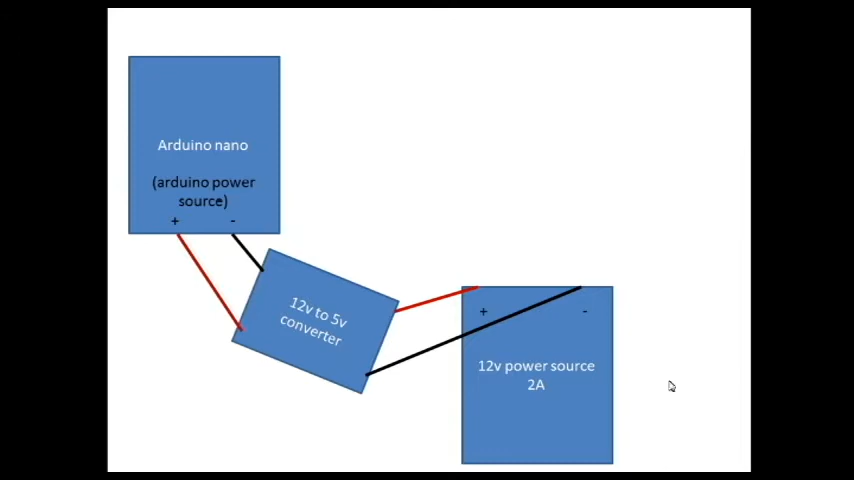 Arduino nano
(arduino power
source)
+ -
12v to 5v
converter
+ -
12v power source
2A